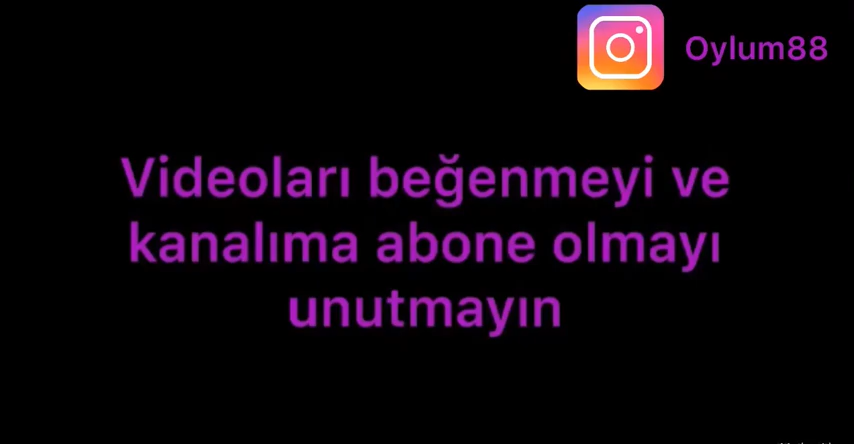 Oylum88
Videoları beğenmeyi ve
kanalıma abone olmayı
unutmayın